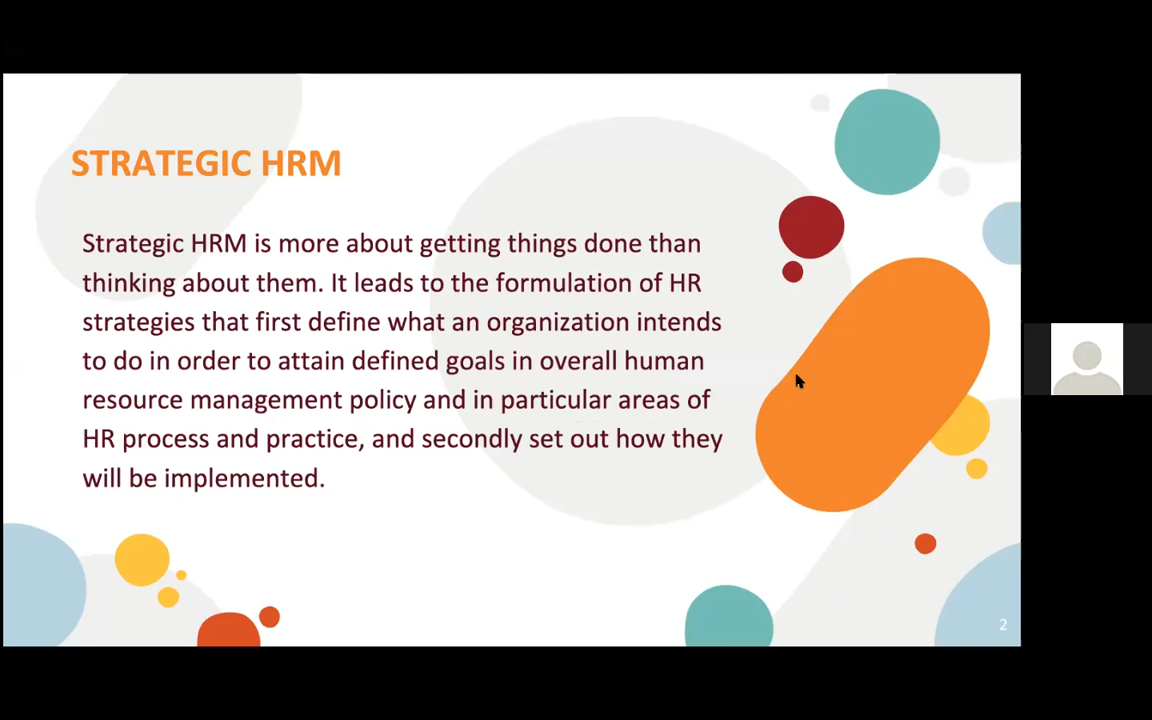 STRATEGIC HRM
Strategic HRM is more about getting things done than
thinking about them. It leads to the formulation of HR
strategies that first define what an organization intends
to do in order to attain defined goals in overall human
resource management policy and in particular areas of
HR process and practice, and secondly set out how they
will be implemented.
2